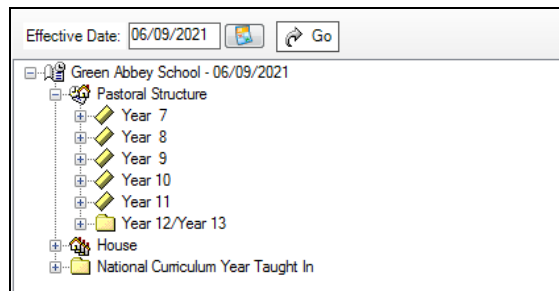 Effective Date: 06/09/2021 Go
Green Abbey School - 06/09/2021
Pastoral Structure
Year 7
Year 8
Year 9
Year 10
Year 11
Year 12/Year 13
House
National Curriculum Year Taught In